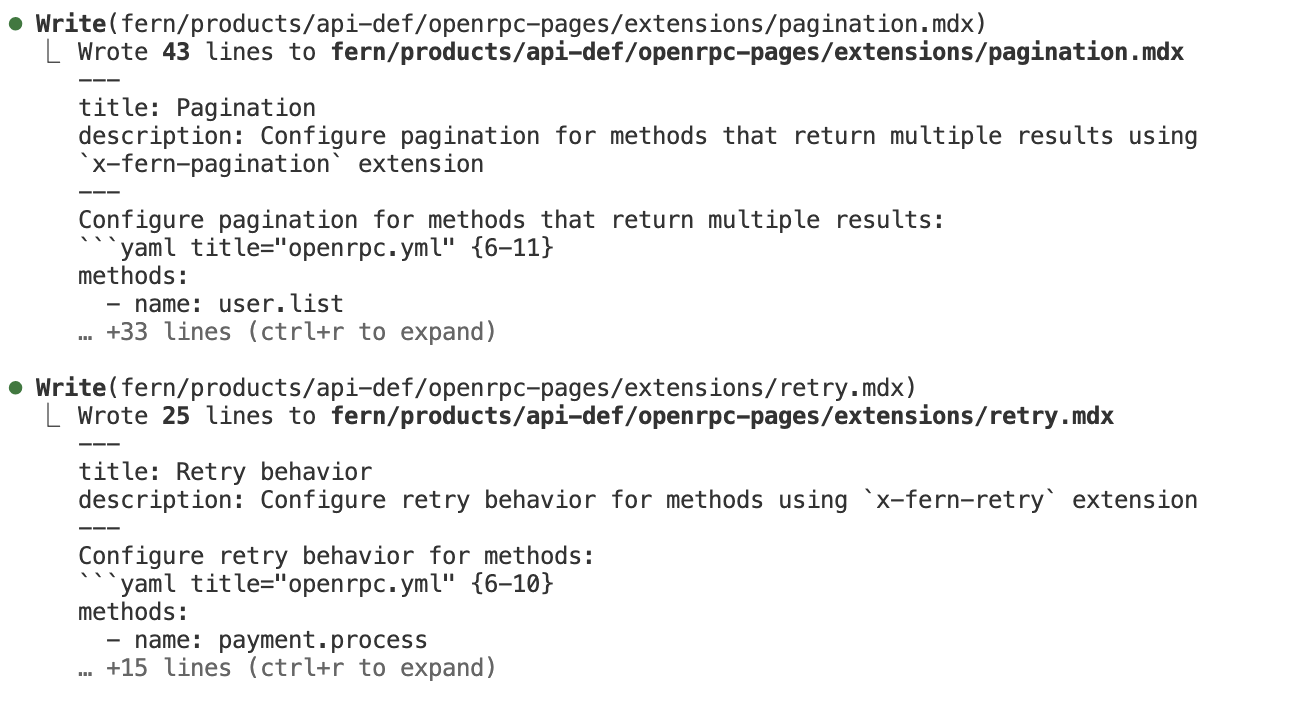 ● Write(fern/products/api-def/openrpc-pages/extensions/pagination.mdx)
⎿ Wrote 43 lines to fern/products/api-def/openrpc-pages/extensions/pagination.mdx
---
title: Pagination
description: Configure pagination for methods that return multiple results using
`x-fern-pagination` extension
---
Configure pagination for methods that return multiple results:
```yaml title="openrpc.yml" {6-11}
methods:
- name: user.list
… +33 lines (ctrl+r to expand)
● Write(fern/products/api-def/openrpc-pages/extensions/retry.mdx)
⎿ Wrote 25 lines to fern/products/api-def/openrpc-pages/extensions/retry.mdx
---
title: Retry behavior
description: Configure retry behavior for methods using `x-fern-retry` extension
---
Configure retry behavior for methods:
```yaml title="openrpc.yml" {6-10}
methods:
- name: payment.process
… +15 lines (ctrl+r to expand)